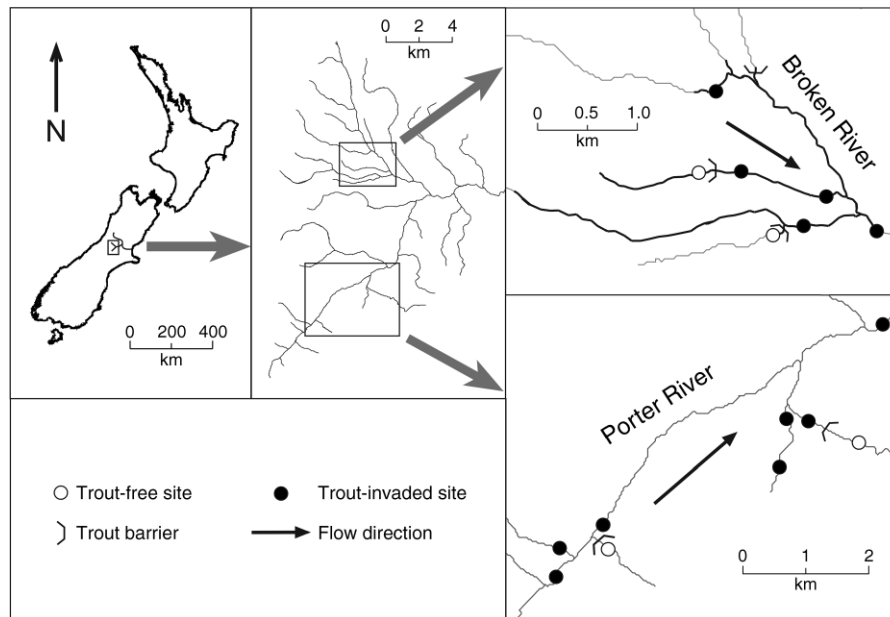 N
0 200 400
km
0 2 4
km
0 0.5 1.0
km
Broken River
Porter River
0 1 2
km
Trout-free site
Trout-invaded site
Trout barrier
Flow direction